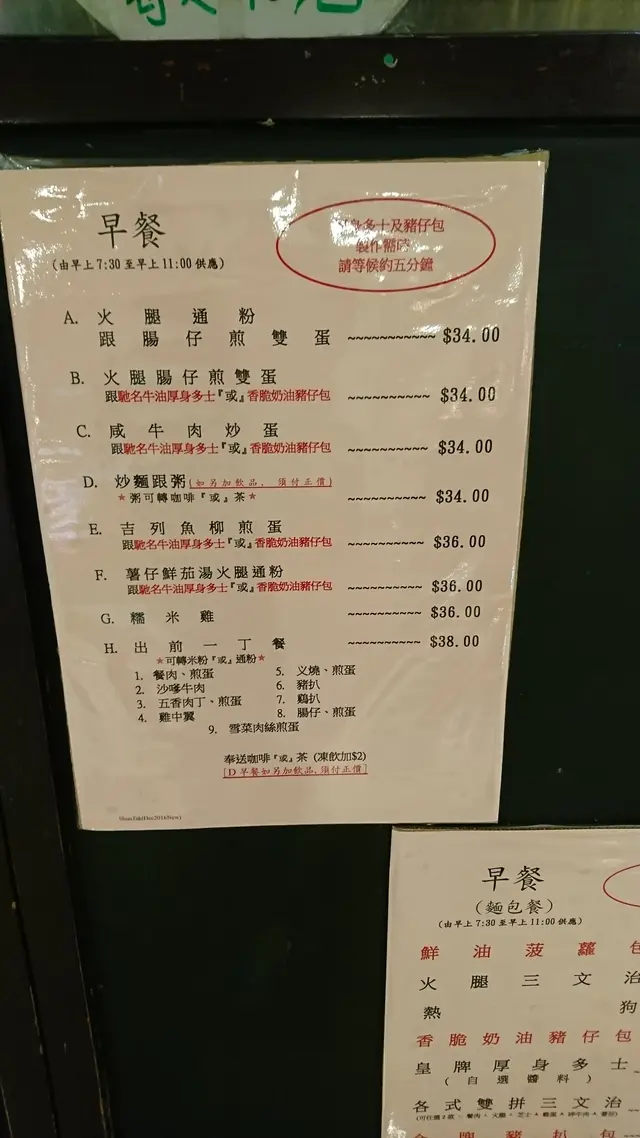 早餐
(由早上 7:30 至早上 11:00 供應)
身多士及豬仔包
製作需時
請等候約五分鐘
A. 火腿通粉
跟腸仔煎雙蛋 ~~~~~~~~~~~ $34.00
B. 火腿腸仔煎雙蛋
跟馳名牛油厚身多士『或』香脆奶油豬仔包 ~~~~~~~~~~ $34.00
C. 咸牛肉炒蛋
跟馳名牛油厚身多士『或』香脆奶油豬仔包 ~~~~~~~~~~ $34.00
D. 炒麵跟粥(如另加飲品, 須付正價)
★粥可轉咖啡『或』茶★ ~~~~~~~~~~ $34.00
E. 吉列魚柳煎蛋
跟馳名牛油厚身多士『或』香脆奶油豬仔包 ~~~~~~~~~~ $36.00
F. 薯仔鮮茄湯火腿通粉
跟馳名牛油厚身多士『或』香脆奶油豬仔包 ~~~~~~~~~~ $36.00
G. 糯米雞 ~~~~~~~~~~ $36.00
H. 出前一丁餐 ~~~~~~~~~~ $38.00
★可轉米粉『或』通粉★
1. 餐肉、煎蛋
2. 沙嗲牛肉
3. 五香肉丁、煎蛋
4. 雞中翼
5. 义燒、煎蛋
6. 豬扒
7. 鷄扒
8. 腸仔、煎蛋
9. 雪菜肉絲煎蛋
奉送咖啡『或』茶 (凍飲加$2)
[D 早餐如另加飲品, 須付正價]
早餐
(麵包餐)
(由早上 7:30 至早上 11:00 供應)
鮮油菠蘿包
火腿三文治
熱狗
香脆奶油豬仔包
皇牌厚身多士
(自選醬料)
各式雙拼三文治